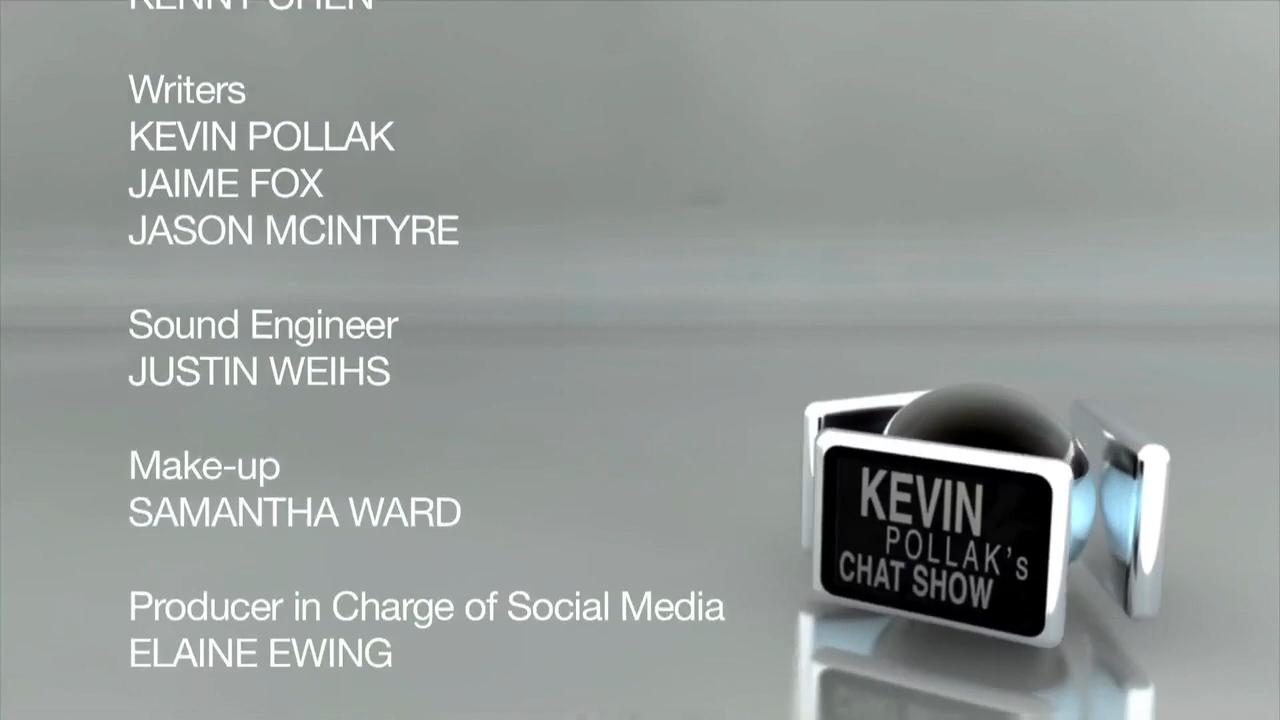 Writers
KEVIN POLLAK
JAIME FOX
JASON MCINTYRE
Sound Engineer
JUSTIN WEIHS
Make-up
SAMANTHA WARD
Producer in Charge of Social Media
ELAINE EWING
KEVIN
POLLAK's
CHAT SHOW